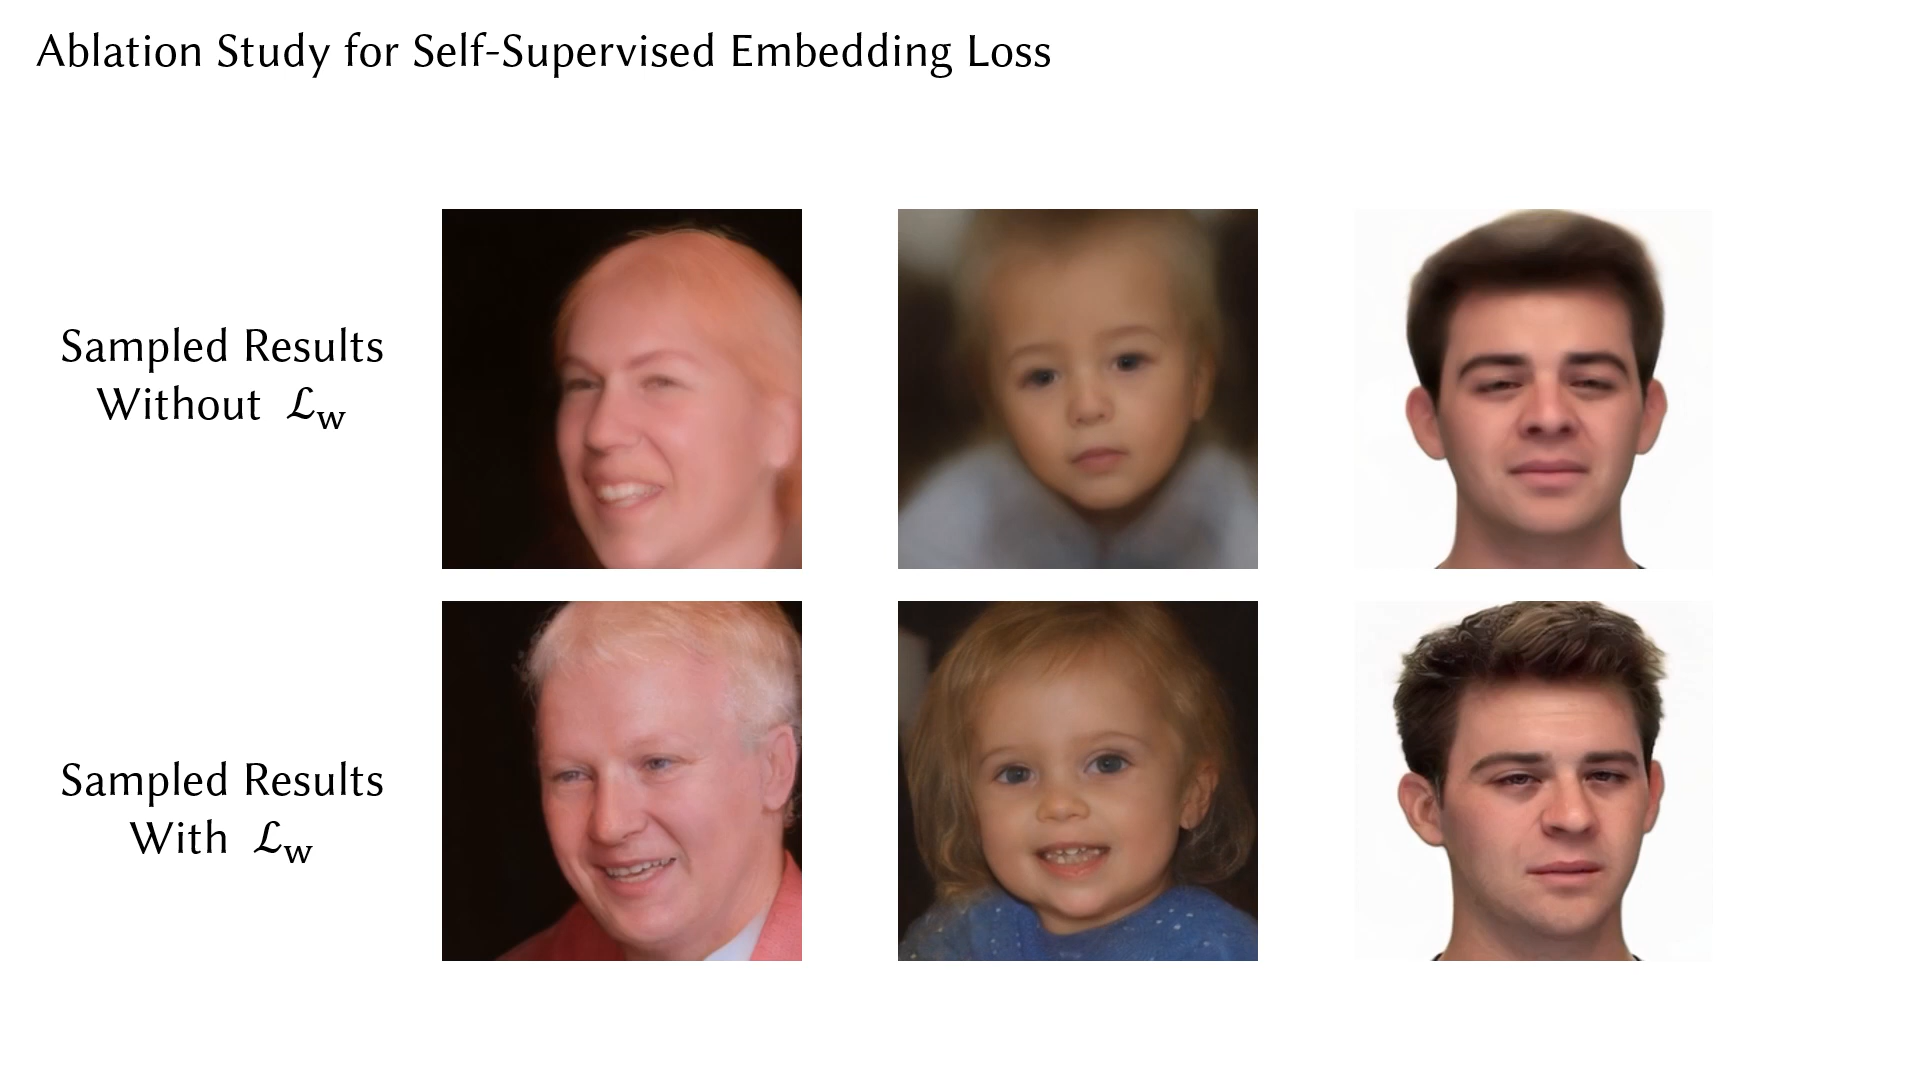 Ablation Study for Self-Supervised Embedding Loss
Sampled Results
Without ℒw
Sampled Results
With ℒw